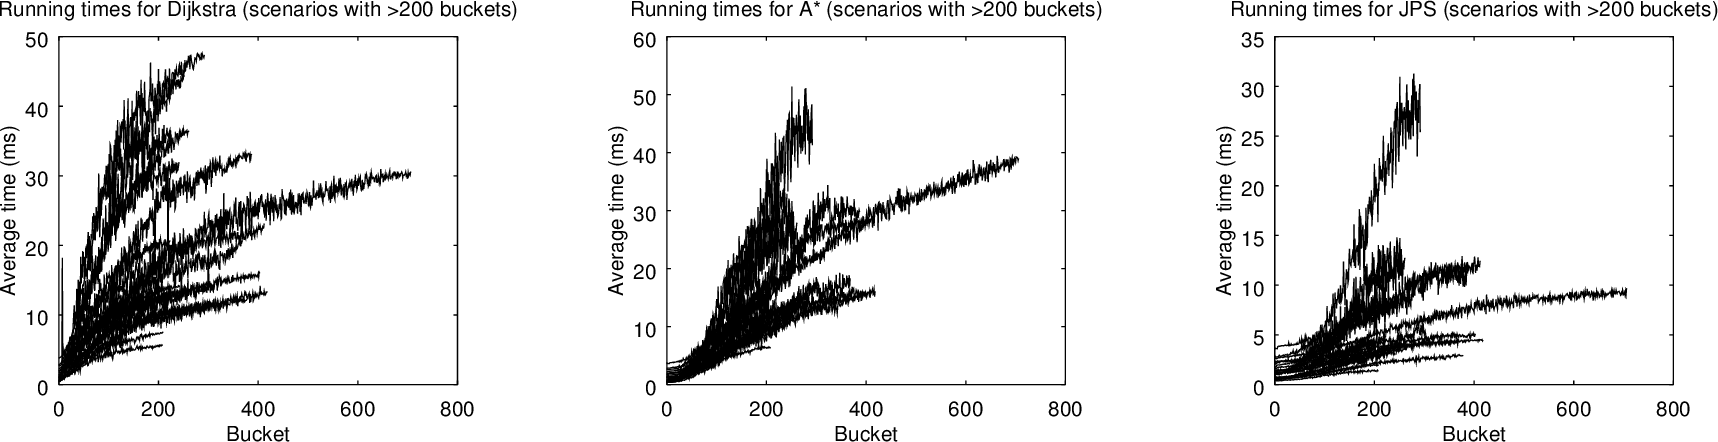 Running times for Dijkstra (scenarios with >200 buckets)
50
40
30
20
10
0
Average time (ms)
0 200 400 600 800
Bucket
Running times for A* (scenarios with >200 buckets)
60
50
40
30
20
10
0
Average time (ms)
0 200 400 600 800
Bucket
Running times for JPS (scenarios with >200 buckets)
35
30
25
20
15
10
5
0
Average time (ms)
0 200 400 600 800
Bucket